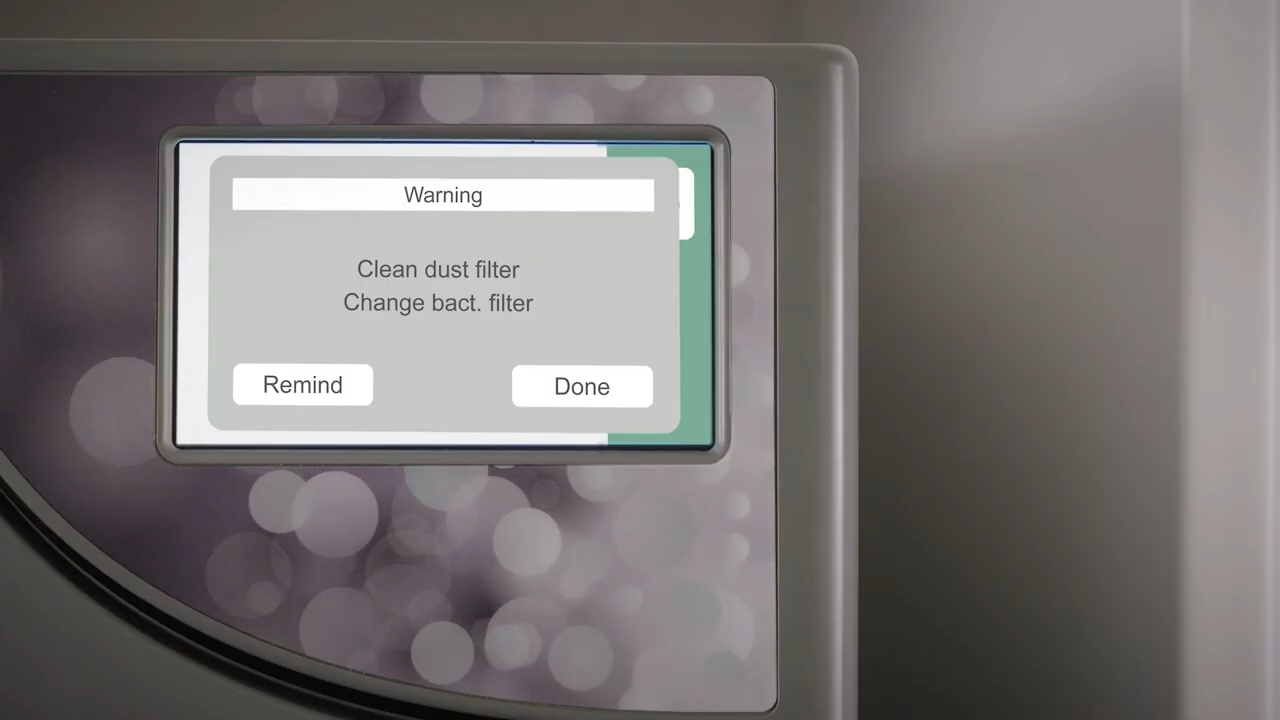 Warning
Clean dust filter
Change bact. filter
Remind
Done